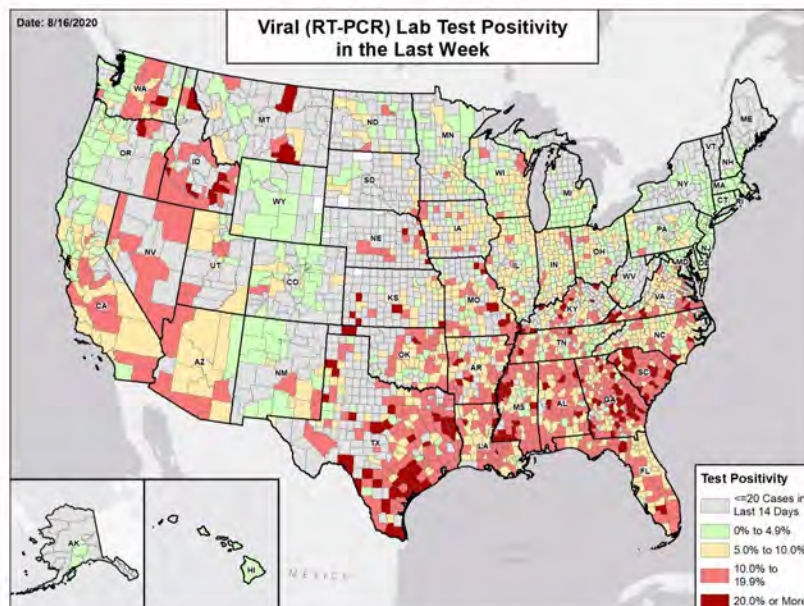 Date: 8/16/2020
Viral (RT-PCR) Lab Test Positivity
in the Last Week
WA
MT
ND
MN
ME
OR
ID
SD
WI
MI
VT
NH
NY
MA
CT
RI
WY
NE
IA
PA
NJ
NV
UT
CO
IL
IN
OH
MD
DE
WV
VA
CA
KS
MO
KY
AZ
NM
OK
AR
TN
NC
SC
TX
LA
MS
AL
GA
FL
AK
HI
MEXICO
Test Positivity
<=20 Cases in
Last 14 Days
0% to 4.9%
5.0% to 10.0%
10.0% to
19.9%
20.0% or More